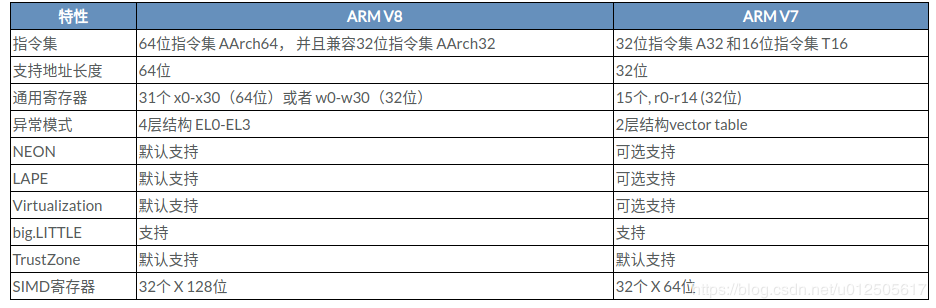 特性 ARM V8 ARM V7
指令集 64位指令集 AArch64， 并且兼容32位指令集 AArch32 32位指令集 A32 和16位指令集 T16
支持地址长度 64位 32位
通用寄存器 31个 x0-x30（64位）或者 w0-w30（32位） 15个, r0-r14 (32位)
异常模式 4层结构 EL0-EL3 2层结构vector table
NEON 默认支持 可选支持
LAPE 默认支持 可选支持
Virtualization 默认支持 可选支持
big.LITTLE 支持 支持
TrustZone 默认支持 默认支持
SIMD寄存器 32个 X 128位 32个 X 64位
https://blog.csdn.net/u012505617